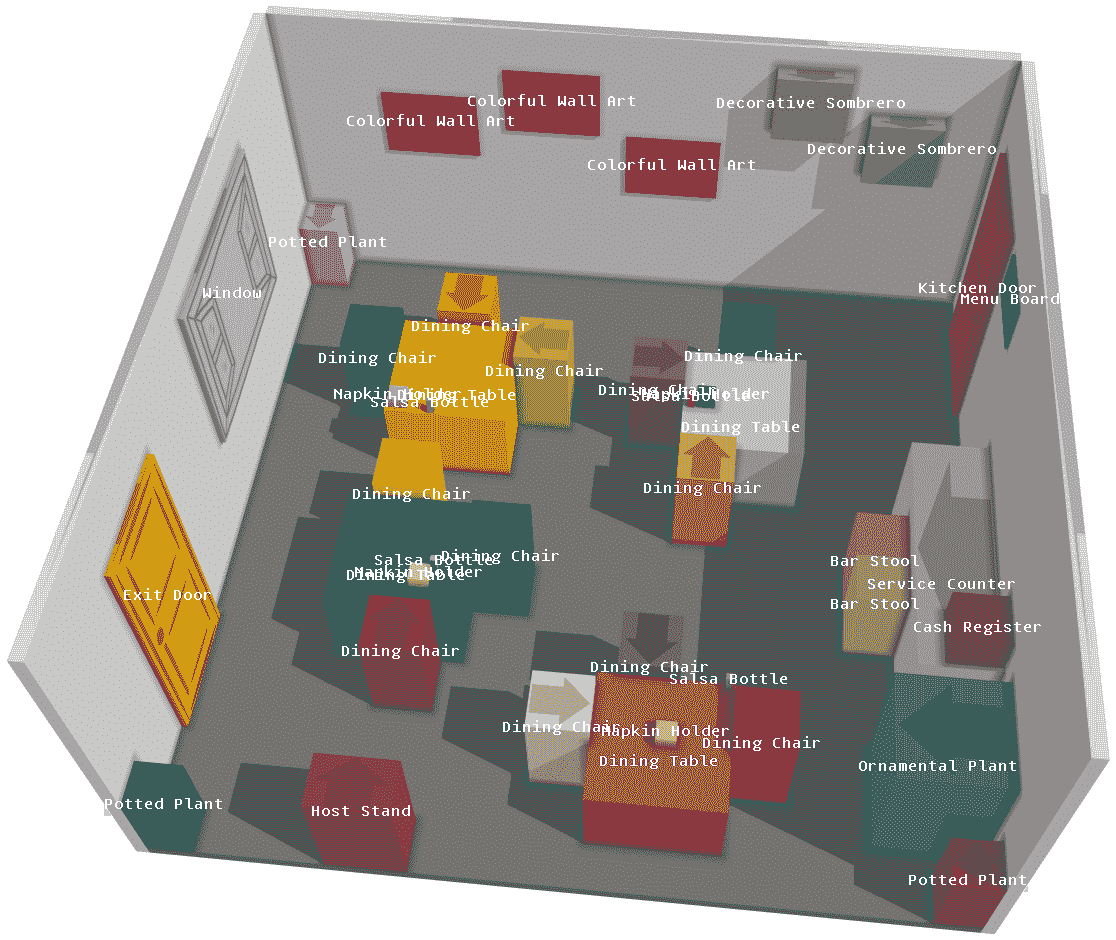 Colorful Wall Art
Decorative Sombrero
Colorful Wall Art
Decorative Sombrero
Colorful Wall Art
Potted Plant
Kitchen Door
Window
Menu Board
Dining Chair
Dining Chair
Dining Chair
Dining Chair
Dining Chair
Napkin Holder
Dining Table
Napkin Holder
Salsa Bottle
Salsa Bottle
Dining Table
Dining Chair
Dining Chair
Dining Chair
Salsa Bottle
Bar Stool
Napkin Holder
Dining Table
Service Counter
Exit Door
Bar Stool
Cash Register
Dining Chair
Dining Chair
Salsa Bottle
Dining Chair
Napkin Holder
Dining Chair
Dining Table
Ornamental Plant
Potted Plant
Host Stand
Potted Plant